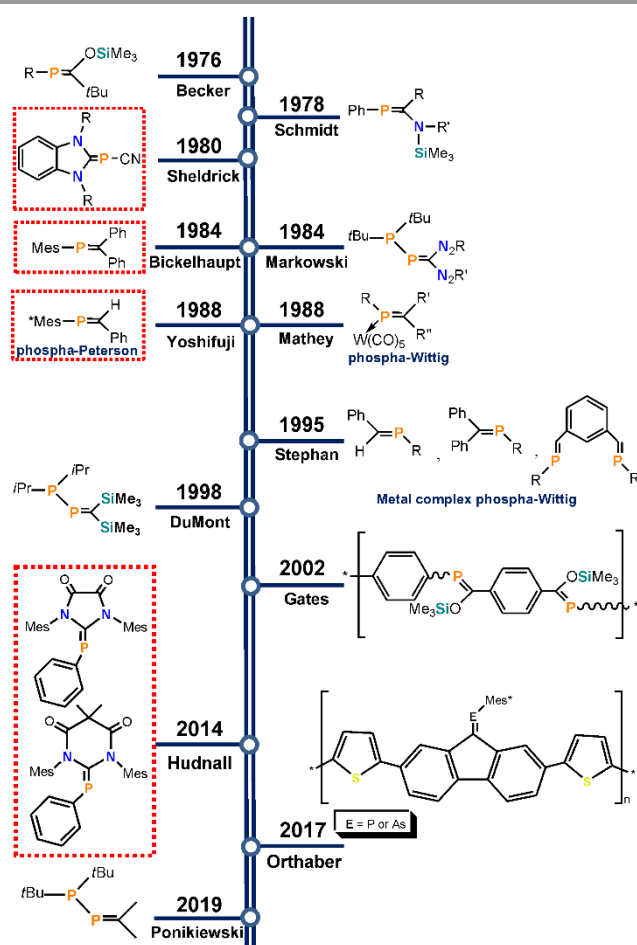 1976
Becker
R
P
OSiMe3
tBu
1978
Schmidt
Ph
P
R
N
R'
SiMe3
1980
Sheldrick
R
N
P
CN
N
R
1984
Bickelhaupt
Mes
P
Ph
Ph
1984
Markowski
tBu
tBu
P
P
N2R
N2R'
1988
Yoshifuji
*Mes
P
H
Ph
phospha-Peterson
1988
Mathey
R
R'
P
R"
W(CO)5
phospha-Wittig
1995
Stephan
Ph
H
P
R
,
Ph
Ph
P
R
,
P
R
P
R
Metal complex phospha-Wittig
1998
DuMont
iPr
iPr
P
P
SiMe3
SiMe3
2002
Gates
*
P
Me3SiO
OSiMe3
P
*
n
2014
Hudnall
O
O
Mes
N
N
Mes
P
O
O
N
N
Mes
Mes
P
Mes*
E
*
S
S
*
n
E = P or As
2017
Orthaber
2019
Ponikiewski
tBu
tBu
P
P